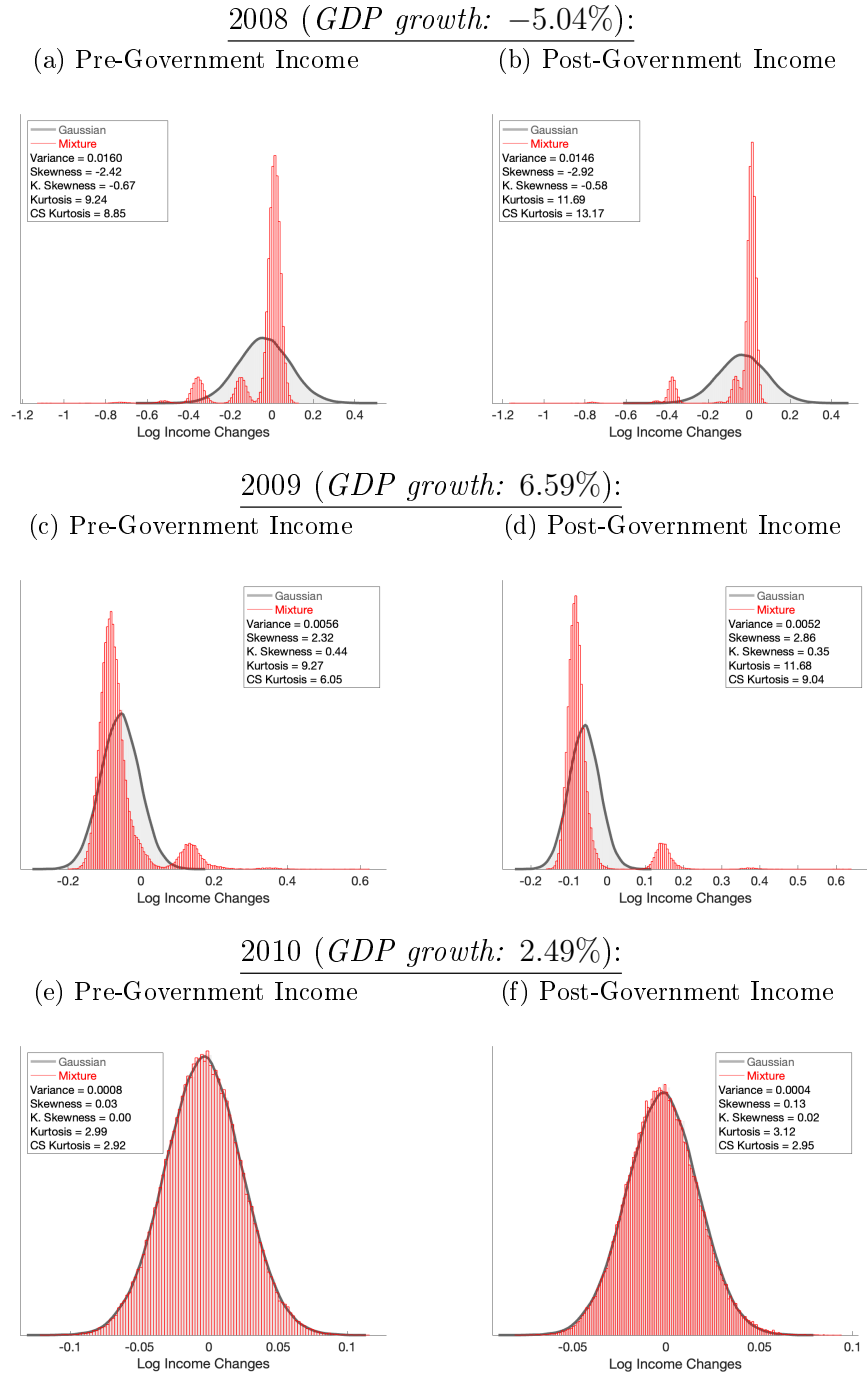 2008 (GDP growth: −5.04%):
(a) Pre-Government Income
(b) Post-Government Income
Gaussian
Mixture
Variance = 0.0160
Skewness = -2.42
K. Skewness = -0.67
Kurtosis = 9.24
CS Kurtosis = 8.85
-1.2 -1 -0.8 -0.6 -0.4 -0.2 0 0.2 0.4
Log Income Changes
Gaussian
Mixture
Variance = 0.0146
Skewness = -2.92
K. Skewness = -0.58
Kurtosis = 11.69
CS Kurtosis = 13.17
-1.2 -1 -0.8 -0.6 -0.4 -0.2 0 0.2 0.4
Log Income Changes
2009 (GDP growth: 6.59%):
(c) Pre-Government Income
(d) Post-Government Income
Gaussian
Mixture
Variance = 0.0056
Skewness = 2.32
K. Skewness = 0.44
Kurtosis = 9.27
CS Kurtosis = 6.05
-0.2 0 0.2 0.4 0.6
Log Income Changes
Gaussian
Mixture
Variance = 0.0052
Skewness = 2.86
K. Skewness = 0.35
Kurtosis = 11.68
CS Kurtosis = 9.04
-0.2 -0.1 0 0.1 0.2 0.3 0.4 0.5 0.6
Log Income Changes
2010 (GDP growth: 2.49%):
(e) Pre-Government Income
(f) Post-Government Income
Gaussian
Mixture
Variance = 0.0008
Skewness = 0.03
K. Skewness = 0.00
Kurtosis = 2.99
CS Kurtosis = 2.92
-0.1 -0.05 0 0.05 0.1
Log Income Changes
Gaussian
Mixture
Variance = 0.0004
Skewness = 0.13
K. Skewness = 0.02
Kurtosis = 3.12
CS Kurtosis = 2.95
-0.05 0 0.05 0.1
Log Income Changes